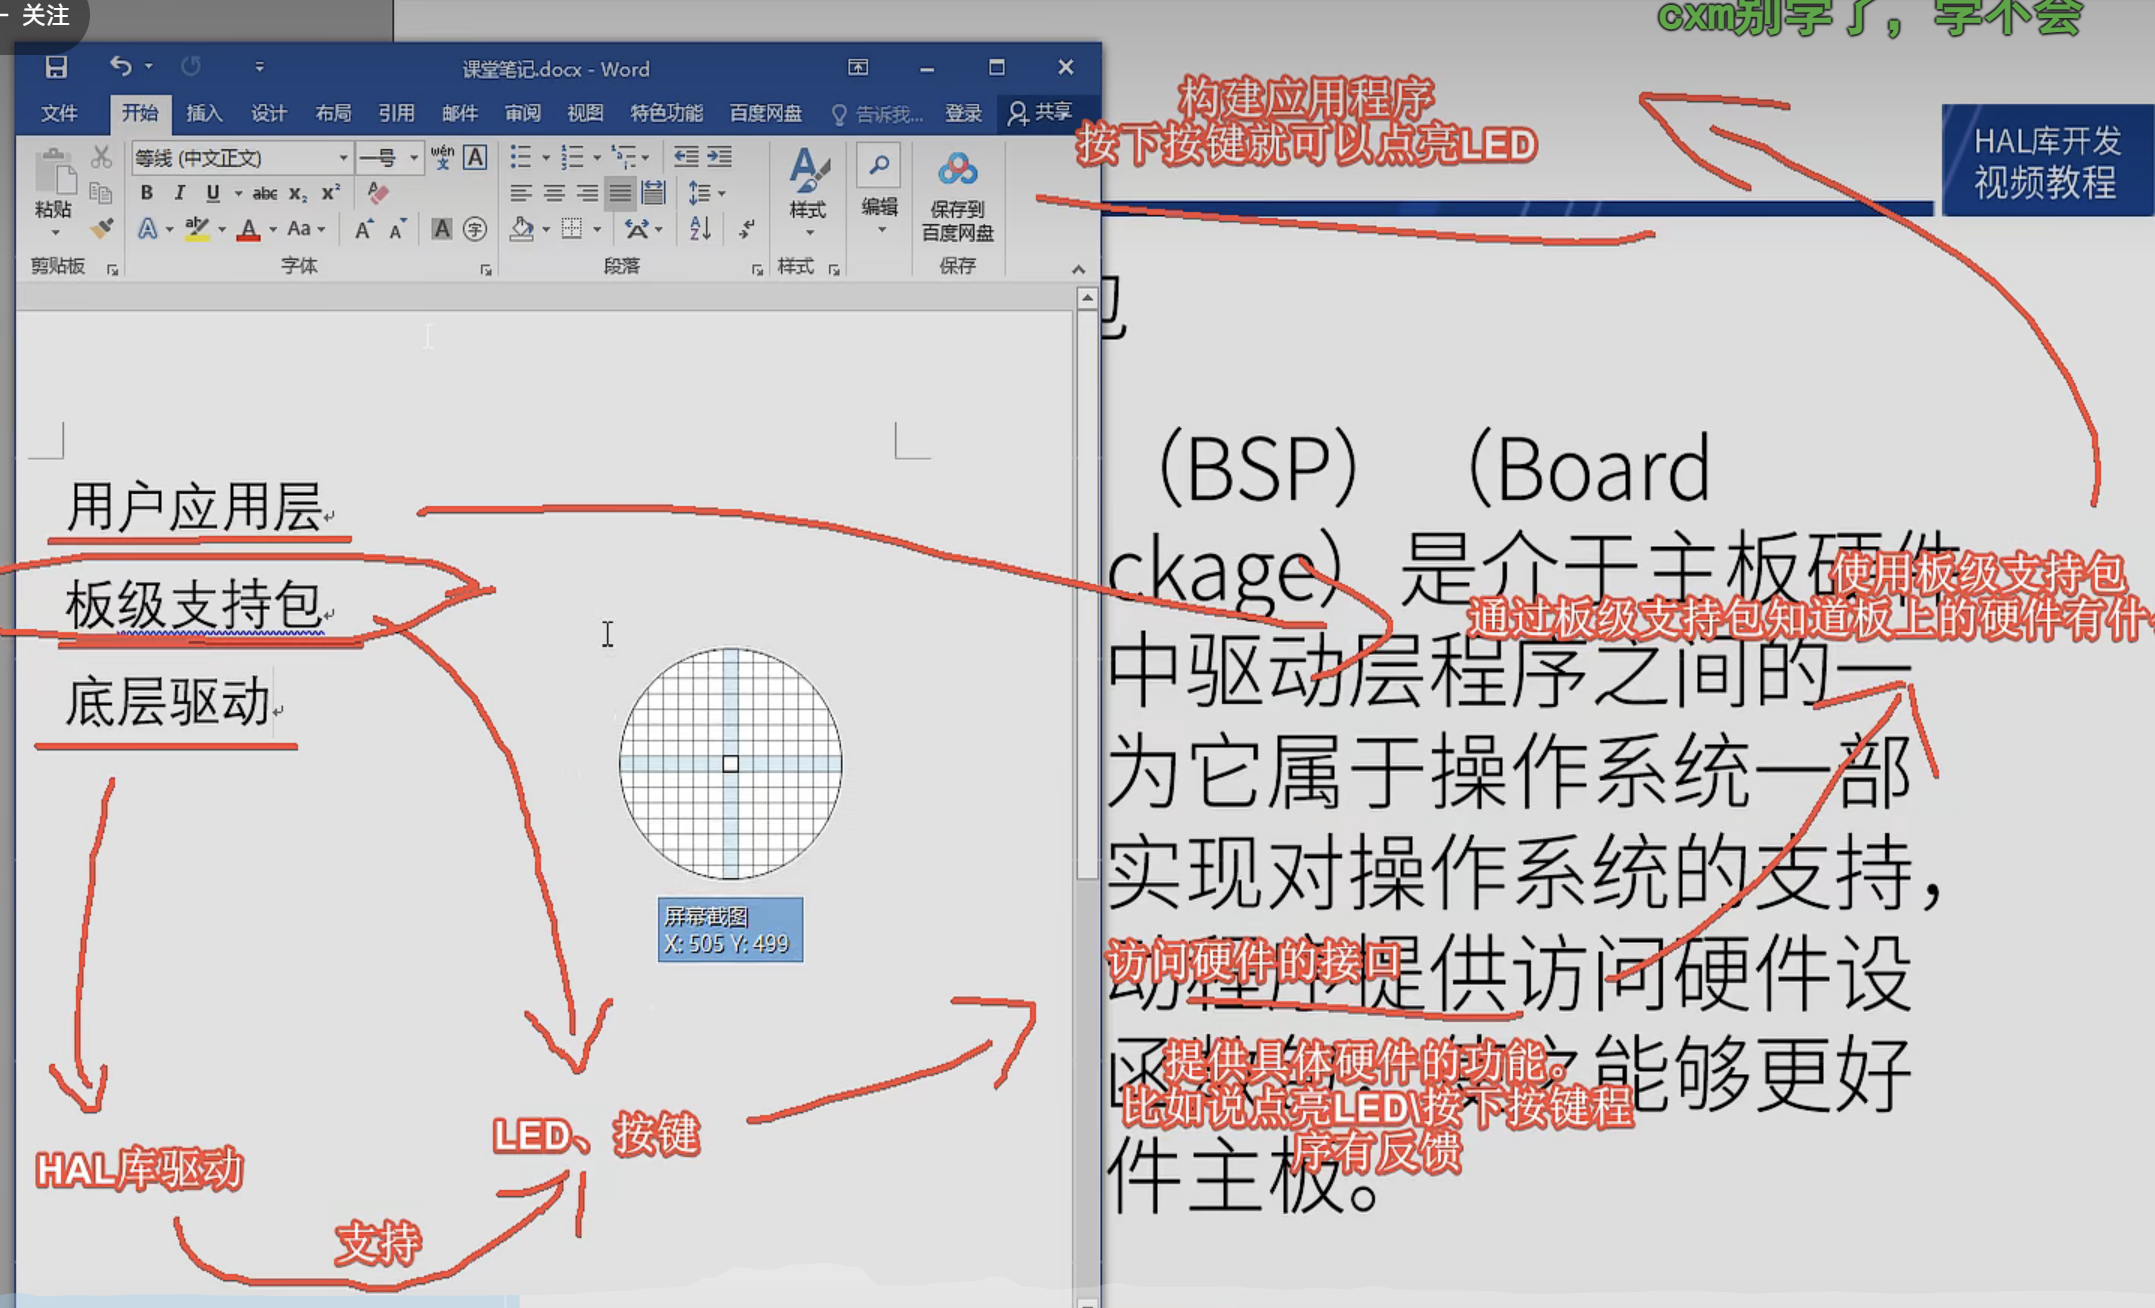 关注
cxm别学了，学不会
课堂笔记.docx - Word
文件 开始 插入 设计 布局 引用 邮件 审阅 视图 特色功能 百度网盘 告诉我... 登录 共享
等线 (中文正文) 一号 wén 文 A
粘贴
B I U abc x₂ x²
A aby A Aa A A A 字
样式
编辑
保存到
百度网盘
剪贴板 字体 段落 样式 保存
构建应用程序
按下按键就可以点亮LED
HAL库开发
视频教程
用户应用层
板级支持包
底层驱动
屏幕截图
X: 505 Y: 499
HAL库驱动
支持
LED、按键
包
（BSP）（Board
ckage）是介于主板硬件
使用板级支持包
通过板级支持包知道板上的硬件有什
中驱动层程序之间的一
为它属于操作系统一部
实现对操作系统的支持，
访问硬件的接口
动程序提供访问硬件设
提供具体硬件的功能。
能够更好
比如说点亮LED\按下按键程
序有反馈
件主板。